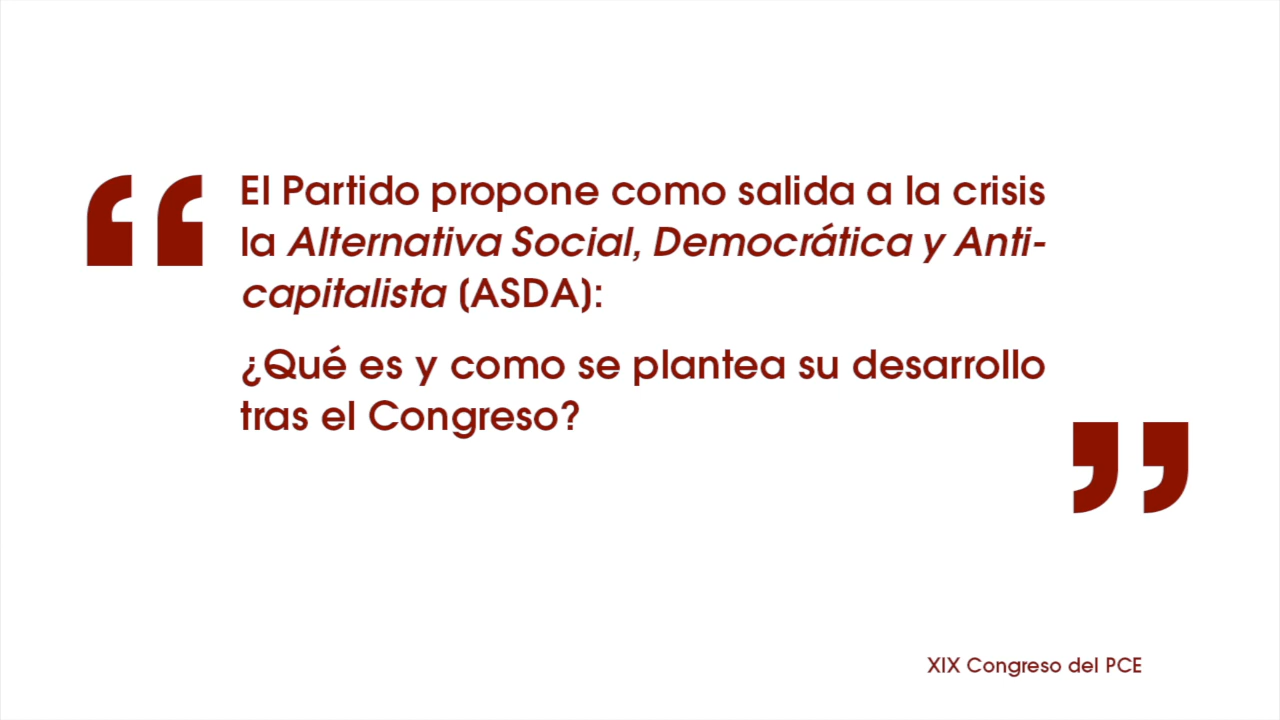 “
El Partido propone como salida a la crisis
la Alternativa Social, Democrática y Anti-
capitalista (ASDA):
¿Qué es y como se plantea su desarrollo
tras el Congreso?
”
XIX Congreso del PCE